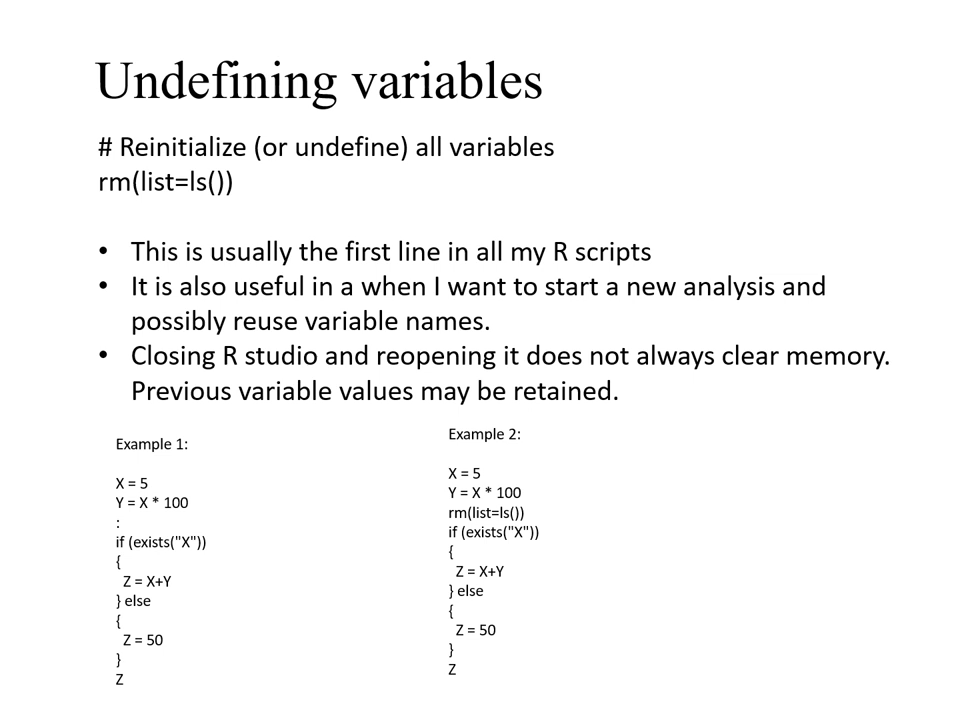 Undefining variables
# Reinitialize (or undefine) all variables
rm(list=ls())
• This is usually the first line in all my R scripts
• It is also useful in a when I want to start a new analysis and
possibly reuse variable names.
• Closing R studio and reopening it does not always clear memory.
Previous variable values may be retained.
Example 1:
X = 5
Y = X * 100
:
if (exists("X"))
{
Z = X+Y
} else
{
Z = 50
}
Z
Example 2:
X = 5
Y = X * 100
rm(list=ls())
if (exists("X"))
{
Z = X+Y
} else
{
Z = 50
}
Z